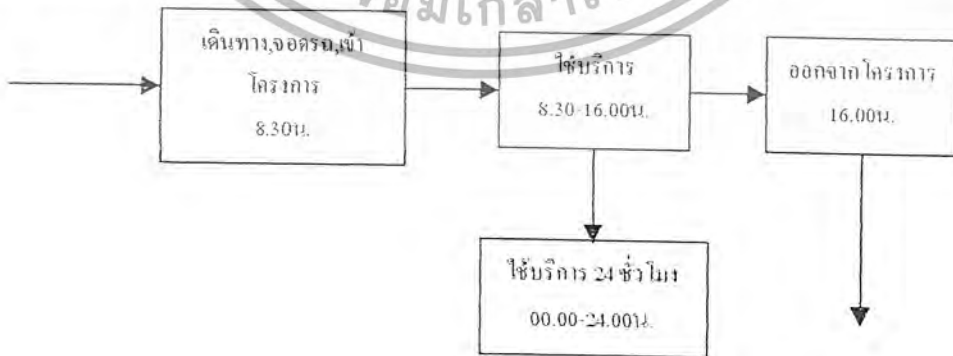 เดินทาง,จอดรถ,เข้า
โครงการ
8.30น.
ใช้บริการ
8.30-16.00น.
ออกจากโครงการ
16.00น.
ใช้บริการ 24 ชั่วโมง
00.00-24.00น.